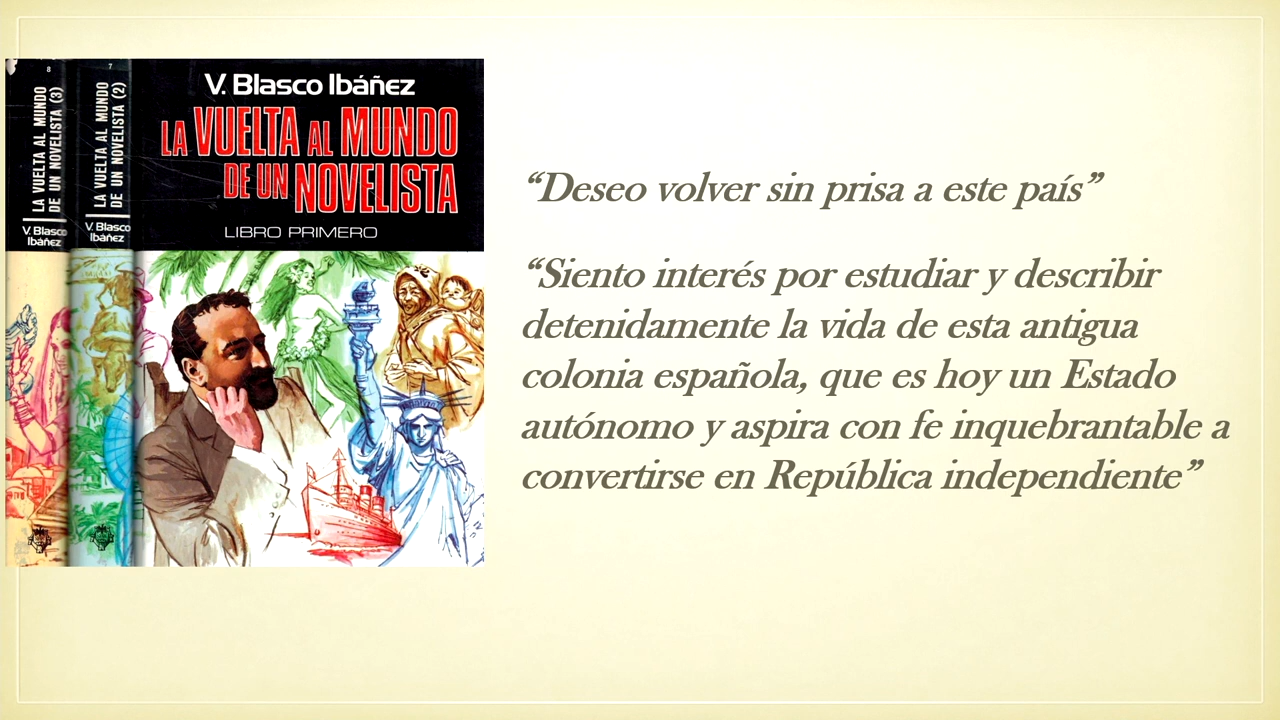 8
LA VUELTA AL MUNDO
DE UN NOVELISTA (3)
V. Blasco
Ibáñez
7
LA VUELTA AL MUNDO
DE UN NOVELISTA (2)
V. Blasco
Ibáñez
V. Blasco Ibáñez
LA VUELTA AL MUNDO
DE UN NOVELISTA
LIBRO PRIMERO
“Deseo volver sin prisa a este país”
“Siento interés por estudiar y describir
detenidamente la vida de esta antigua
colonia española, que es hoy un Estado
autónomo y aspira con fe inquebrantable a
convertirse en República independiente”